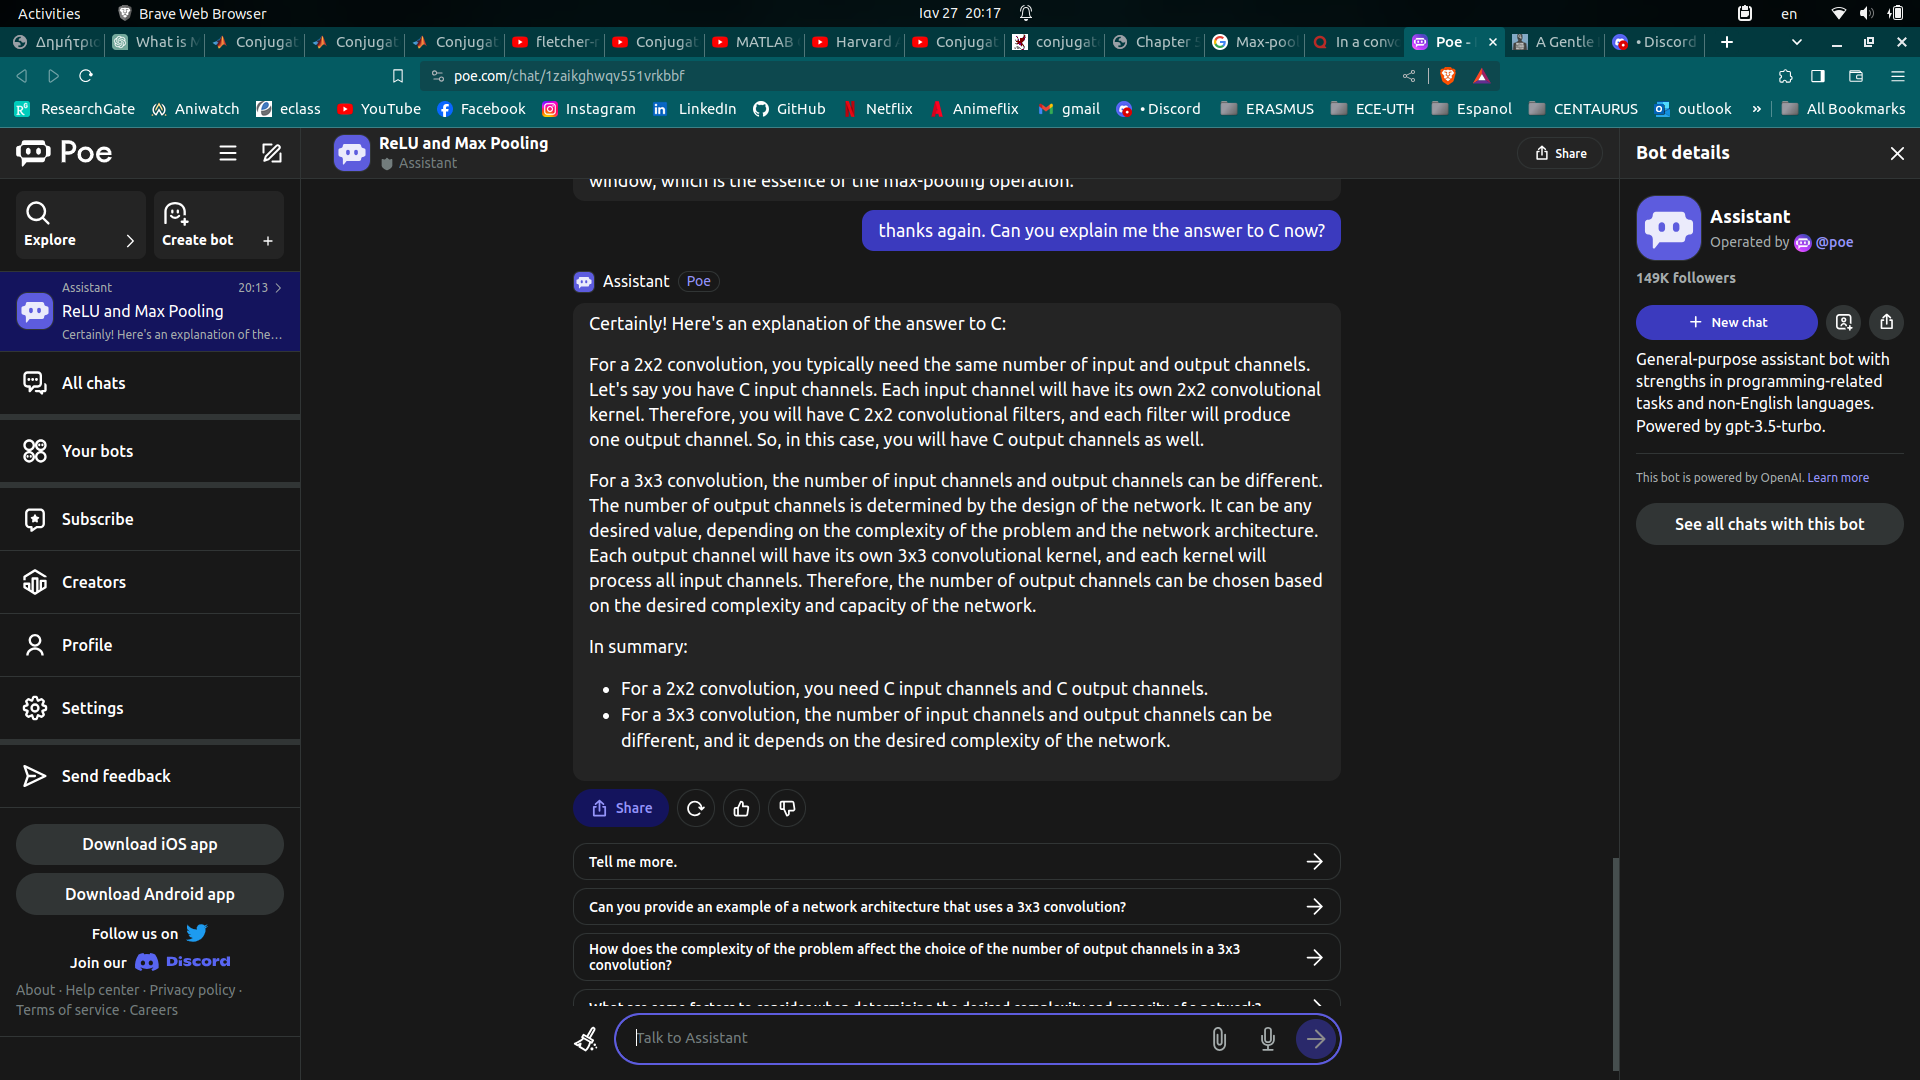 Activities
Brave Web Browser
Ιαν 27 20:17
en
Δημήτρι
What is M
Conjugat
Conjugat
Conjugat
fletcher-r
Conjugat
MATLAB
Harvard
Conjugat
conjugat
Chapter
Max-pool
In a conv
Poe -
A Gentle
• Discord
poe.com/chat/1zaikghwqv551vrkbbf
ResearchGate
Aniwatch
eclass
YouTube
Facebook
Instagram
LinkedIn
GitHub
Netflix
Animeflix
gmail
• Discord
ERASMUS
ECE-UTH
Espanol
CENTAURUS
outlook
»
All Bookmarks
Poe
Explore
Create bot
Assistant
20:13
ReLU and Max Pooling
Certainly! Here's an explanation of the…
All chats
Your bots
Subscribe
Creators
Profile
Settings
Send feedback
Download iOS app
Download Android app
Follow us on
Join our Discord
About · Help center · Privacy policy ·
Terms of service · Careers
ReLU and Max Pooling
Assistant
Share
window, which is the essence of the max-pooling operation.
thanks again. Can you explain me the answer to C now?
Assistant Poe
Certainly! Here's an explanation of the answer to C:
For a 2x2 convolution, you typically need the same number of input and output channels.
Let's say you have C input channels. Each input channel will have its own 2x2 convolutional
kernel. Therefore, you will have C 2x2 convolutional filters, and each filter will produce
one output channel. So, in this case, you will have C output channels as well.
For a 3x3 convolution, the number of input channels and output channels can be different.
The number of output channels is determined by the design of the network. It can be any
desired value, depending on the complexity of the problem and the network architecture.
Each output channel will have its own 3x3 convolutional kernel, and each kernel will
process all input channels. Therefore, the number of output channels can be chosen based
on the desired complexity and capacity of the network.
In summary:
• For a 2x2 convolution, you need C input channels and C output channels.
• For a 3x3 convolution, the number of input channels and output channels can be
different, and it depends on the desired complexity of the network.
Share
Tell me more.
Can you provide an example of a network architecture that uses a 3x3 convolution?
How does the complexity of the problem affect the choice of the number of output channels in a 3x3
convolution?
What are some factors to consider when determining the desired complexity and capacity of a network?
Talk to Assistant
Bot details
Assistant
Operated by @poe
149K followers
New chat
General-purpose assistant bot with
strengths in programming-related
tasks and non-English languages.
Powered by gpt-3.5-turbo.
This bot is powered by OpenAI. Learn more
See all chats with this bot